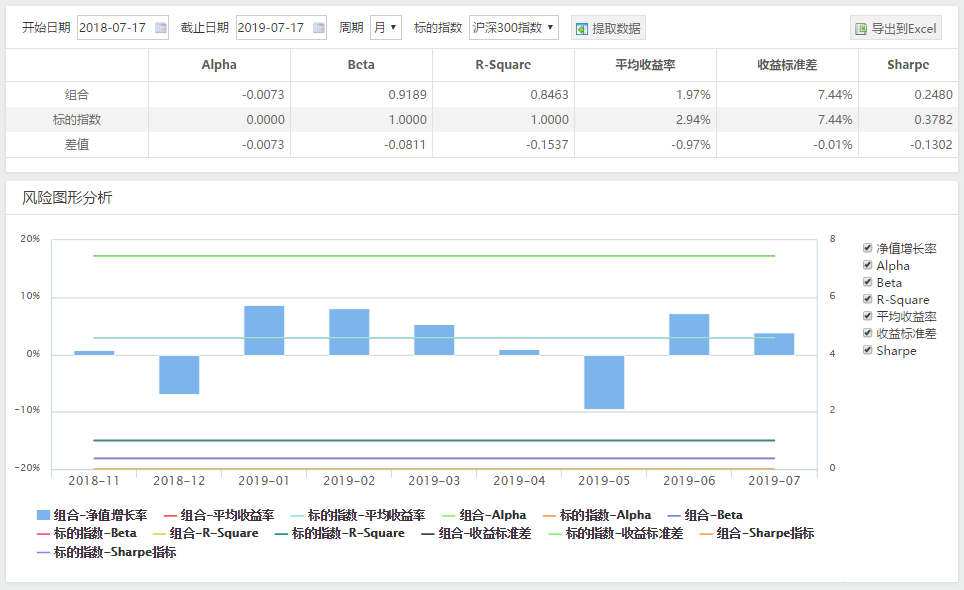 开始日期 2018-07-17 截止日期 2019-07-17 周期 月 标的指数 沪深300指数 提取数据 导出到Excel
Alpha Beta R-Square 平均收益率 收益标准差 Sharpe
组合 -0.0073 0.9189 0.8463 1.97% 7.44% 0.2480
标的指数 0.0000 1.0000 1.0000 2.94% 7.44% 0.3782
差值 -0.0073 -0.0811 -0.1537 -0.97% -0.01% -0.1302
风险图形分析
20% 8
净值增长率
Alpha
Beta
10% 6
R-Square
平均收益率
收益标准差
Sharpe
0% 4
-10% 2
-20% 0
2018-11 2018-12 2019-01 2019-02 2019-03 2019-04 2019-05 2019-06 2019-07
组合-净值增长率 组合-平均收益率 标的指数-平均收益率 组合-Alpha 标的指数-Alpha 组合-Beta
标的指数-Beta 组合-R-Square 标的指数-R-Square 组合-收益标准差 标的指数-收益标准差 组合-Sharpe指标
标的指数-Sharpe指标